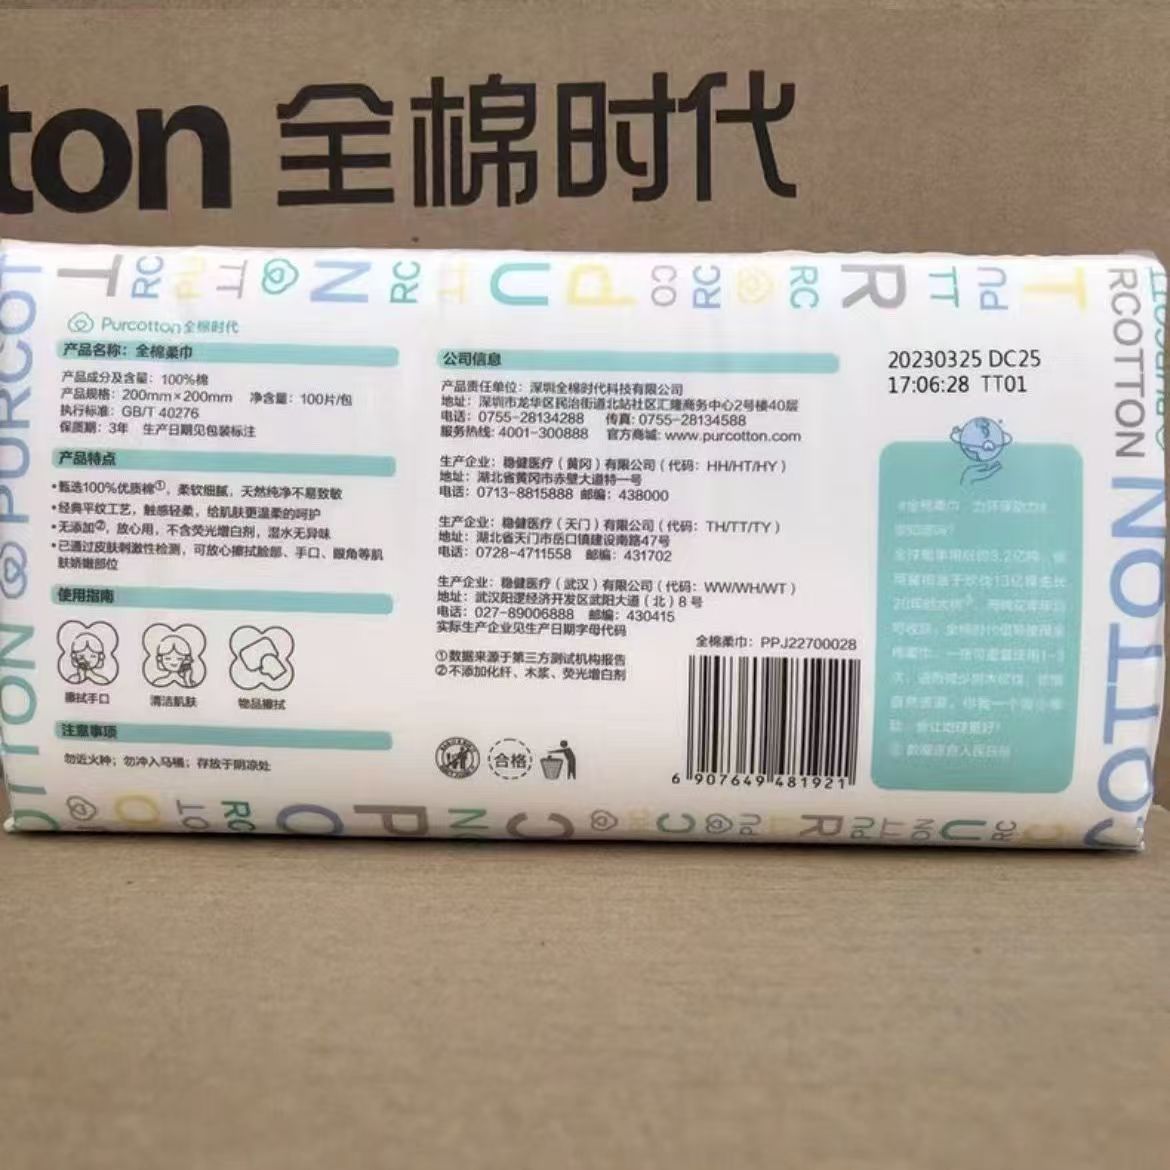 ton 全棉时代
Purcotton 全棉时代
产品名称：全棉柔巾
产品成分及含量：100%棉
产品规格：200mm×200mm 净含量：100片/包
执行标准：GB/T 40276
保质期：3年 生产日期见包装标注
产品特点
•甄选100%优质棉①，柔软细腻，天然纯净不易致敏
•经典平纹工艺，触感轻柔，给肌肤更温柔的呵护
•无添加②，放心用，不含荧光增白剂，湿水无异味
•已通过皮肤刺激性检测，可放心擦拭脸部、手口、眼角等肌
肤娇嫩部位
使用指南
擦拭手口 清洁肌肤 物品擦拭
注意事项
勿近火种；勿冲入马桶；存放于阴凉处
公司信息
产品责任单位：深圳全棉时代科技有限公司
地址：深圳市龙华区民治街道北站社区汇隆商务中心2号楼40层
电话：0755-28134288 传真：0755-28134588
服务热线：4001-300888 官方商城：www.purcotton.com
生产企业：稳健医疗（黄冈）有限公司（代码：HH/HT/HY）
地址：湖北省黄冈市赤壁大道特一号
电话：0713-8815888 邮编：438000
生产企业：稳健医疗（天门）有限公司（代码：TH/TT/TY）
地址：湖北省天门市岳口镇建设南路47号
电话：0728-4711558 邮编：431702
生产企业：稳健医疗（武汉）有限公司（代码：WW/WH/WT）
地址：武汉阳逻经济开发区武阳大道（北）8号
电话：027-89006888 邮编：430415
实际生产企业见生产日期字母代码
①数据来源于第三方测试机构报告
②不添加化纤、木浆、荧光增白剂
合格
全棉柔巾：PPJ22700028
6 907649 481921
20230325 DC25
17:06:28 TT01
RCOTTON
PURCOT
COTTON